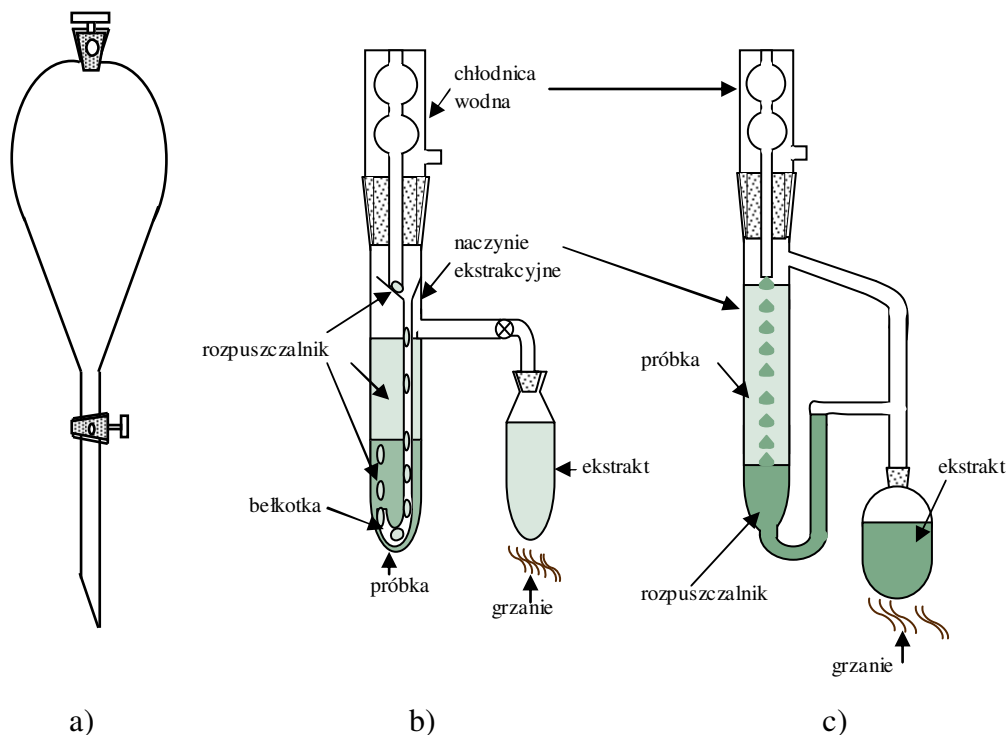 chłodnica
wodna
naczynie
ekstrakcyjne
rozpuszczalnik
próbka
ekstrakt
ekstrakt
bełkotka
próbka
rozpuszczalnik
grzanie
grzanie
a)
b)
c)